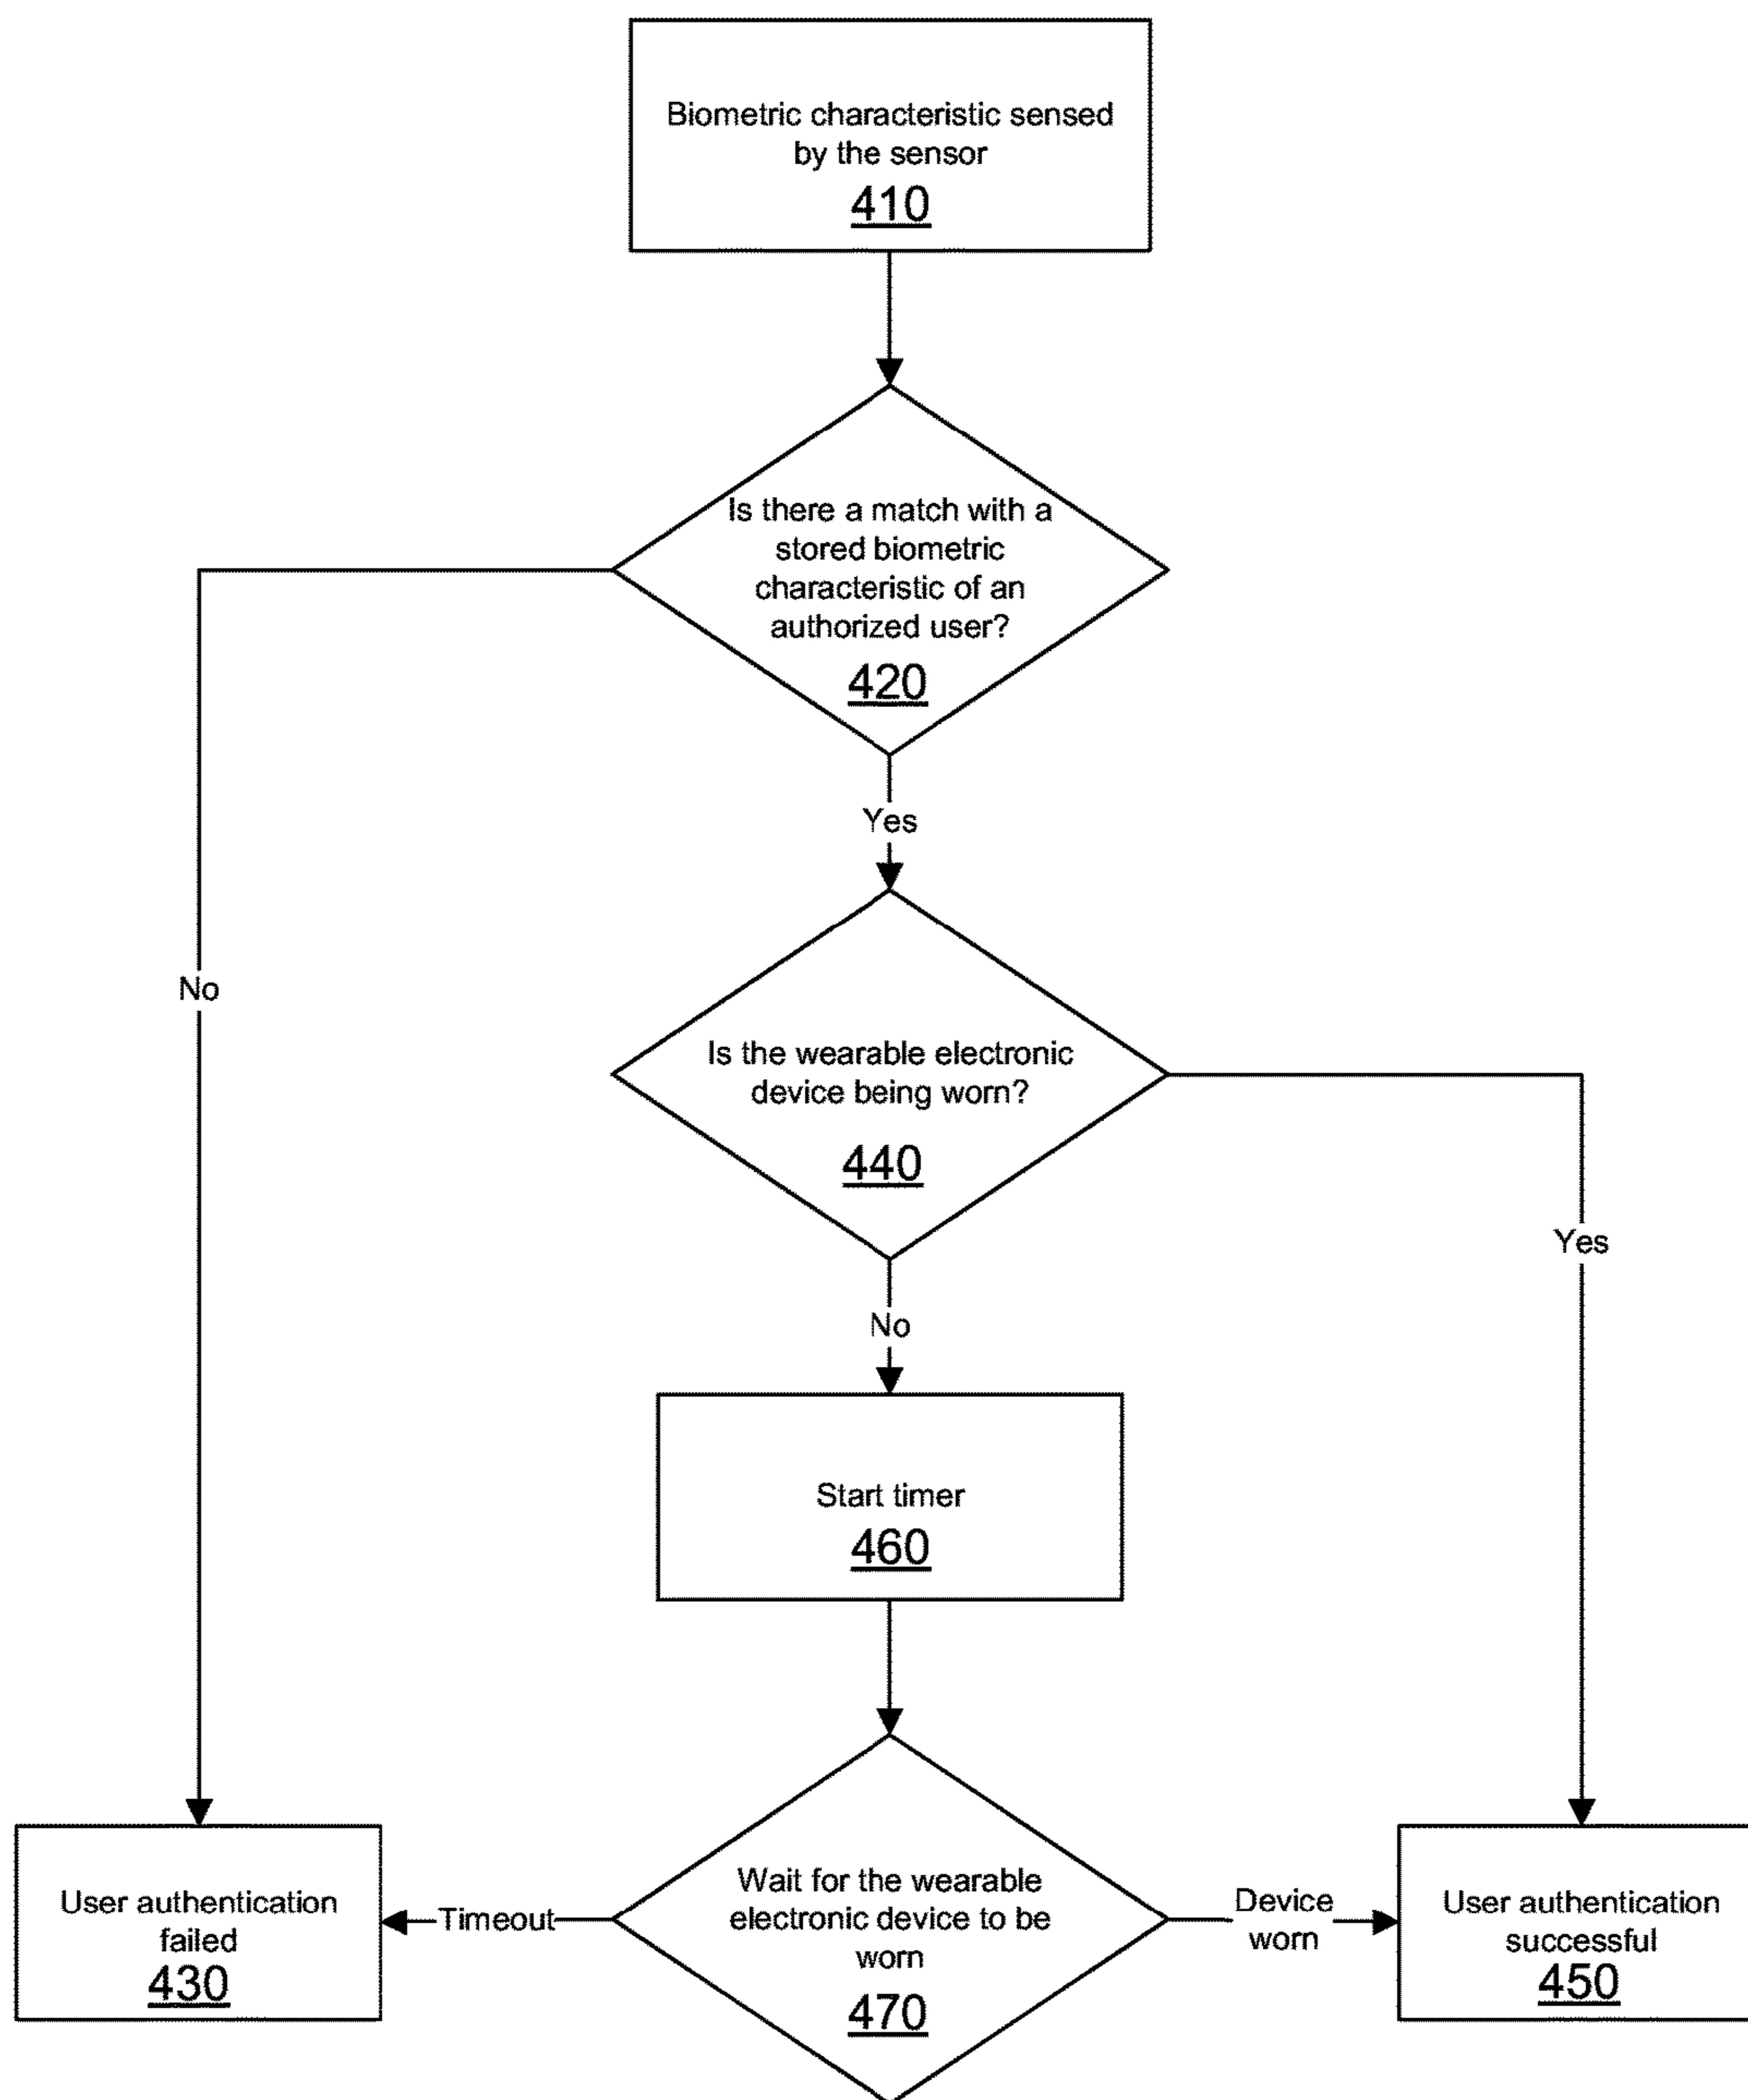 Biometric characteristic sensed
by the sensor
410
Is there a match with a
stored biometric
characteristic of an
authorized user?
420
Yes
No
Is the wearable electronic
device being worn?
440
Yes
No
Start timer
460
User authentication
failed
430
Timeout
Wait for the wearable
electronic device to be
worn
470
Device
worn
User authentication
successful
450